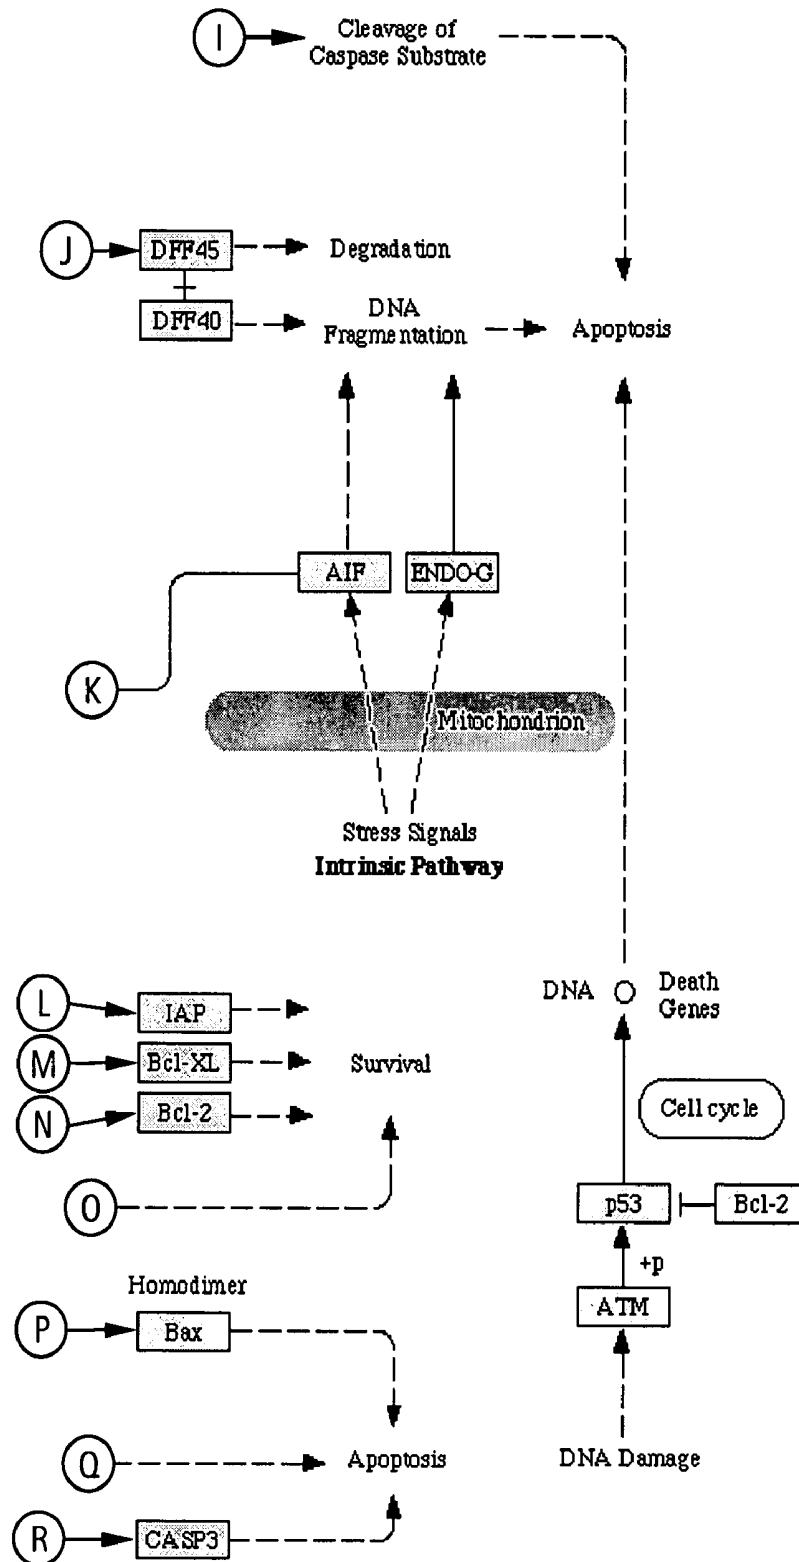 I
Cleavage of
Caspase Substrate
J
DFF45
Degradation
DFF40
DNA
Fragmentation
Apoptosis
AIF
ENDO-G
K
Mitochondrion
Stress Signals
Intrinsic Pathway
DNA
Death
Genes
L
IAP
M
Bcl-XL
Survival
N
Bcl-2
Cell cycle
O
p53
Bcl-2
+p
Homodimer
ATM
P
Bax
Q
Apoptosis
DNA Damage
R
CASP3